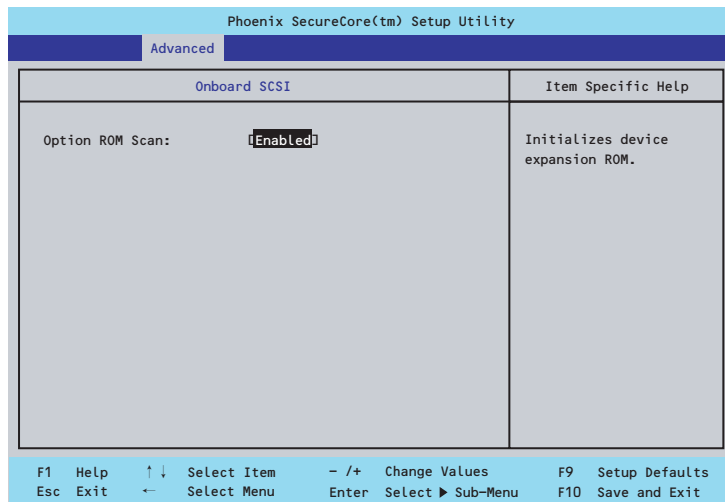 Phoenix SecureCore(tm) Setup Utility
Advanced
Onboard SCSI
Item Specific Help
Option ROM Scan: [Enabled]
Initializes device
expansion ROM.
F1 Help ↑↓ Select Item – /+ Change Values F9 Setup Defaults
Esc Exit ← Select Menu Enter Select ▶ Sub-Menu F10 Save and Exit